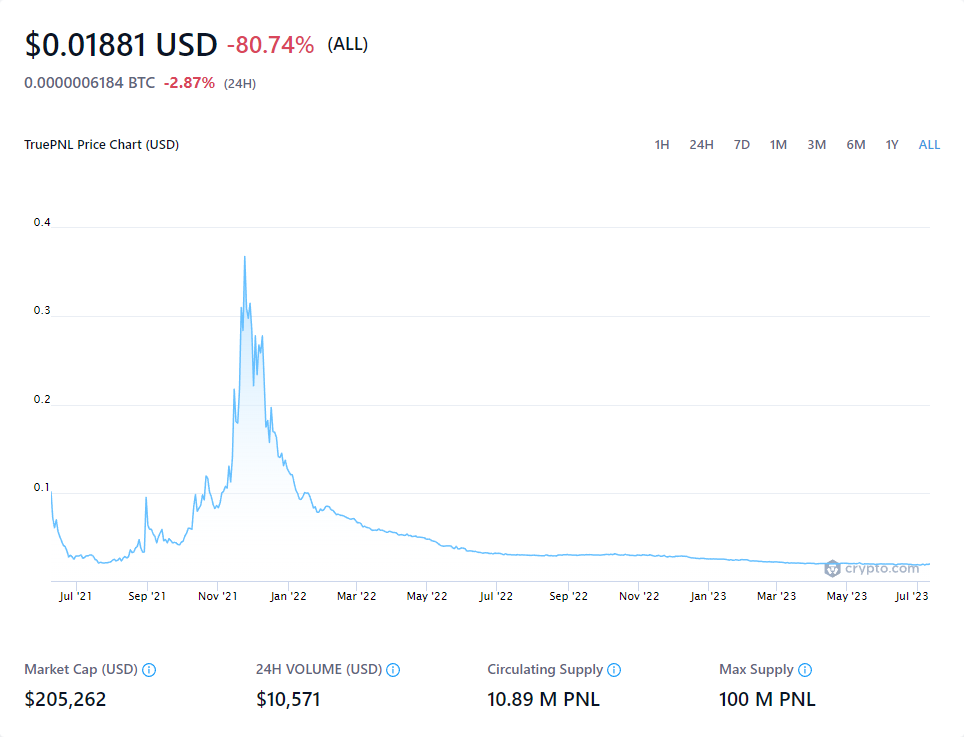 $0.01881 USD -80.74% (ALL)
0.0000006184 BTC -2.87% (24H)
TruePNL Price Chart (USD) 1H 24H 7D 1M 3M 6M 1Y ALL
0.4
0.3
0.2
0.1
crypto.com
Jul '21 Sep '21 Nov '21 Jan '22 Mar '22 May '22 Jul '22 Sep '22 Nov '22 Jan '23 Mar '23 May '23 Jul '23
Market Cap (USD) 24H VOLUME (USD) Circulating Supply Max Supply
$205,262 $10,571 10.89 M PNL 100 M PNL